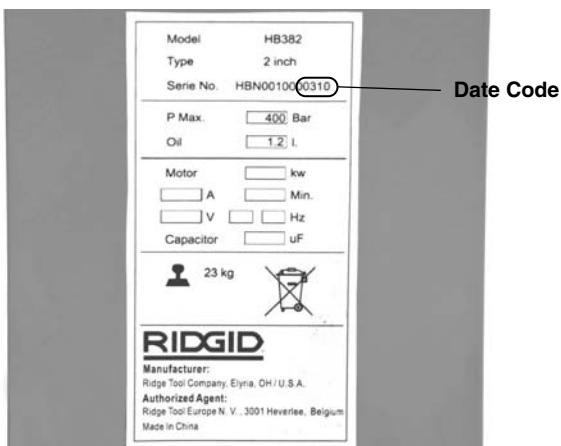 Model HB382
Type 2 inch
Serie No. HBN0010000310
Date Code
P Max. 400 Bar
Oil 1.2 l.
Motor kw
A Min.
V Hz
Capacitor uF
23 kg
RIDGID
Manufacturer:
Ridge Tool Company, Elyria, OH / U.S.A.
Authorized Agent:
Ridge Tool Europe N. V., 3001 Heverlee, Belgium
Made in China